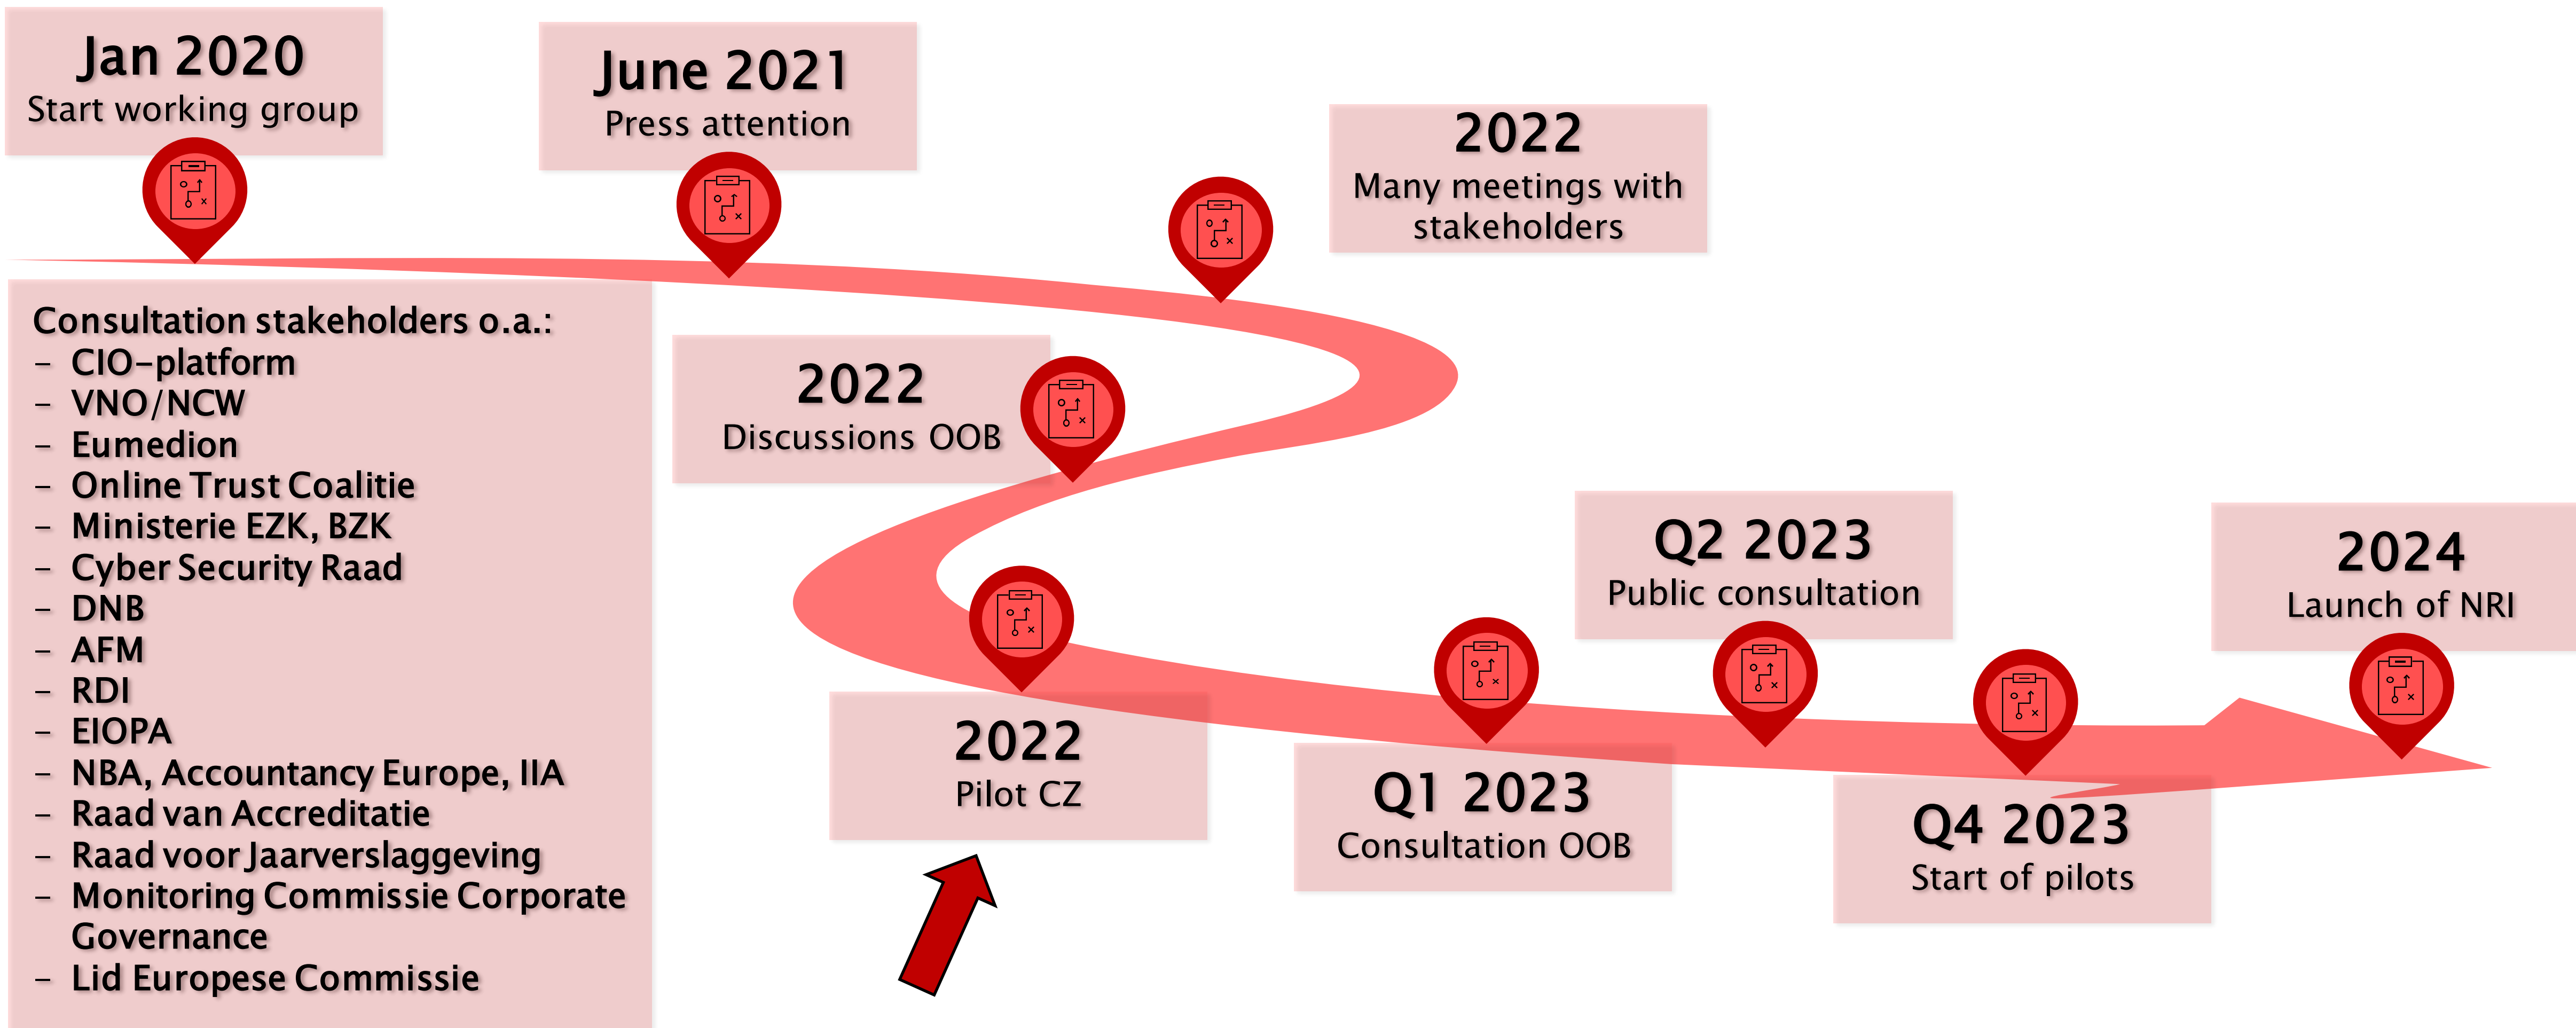 Jan 2020
Start working group
June 2021
Press attention
2022
Many meetings with
stakeholders
Consultation stakeholders o.a.:
- CIO-platform
- VNO/NCW
- Eumedion
- Online Trust Coalitie
- Ministerie EZK, BZK
- Cyber Security Raad
- DNB
- AFM
- RDI
- EIOPA
- NBA, Accountancy Europe, IIA
- Raad van Accreditatie
- Raad voor Jaarverslaggeving
- Monitoring Commissie Corporate
Governance
- Lid Europese Commissie
2022
Discussions OOB
2022
Pilot CZ
Q1 2023
Consultation OOB
Q2 2023
Public consultation
Q4 2023
Start of pilots
2024
Launch of NRI